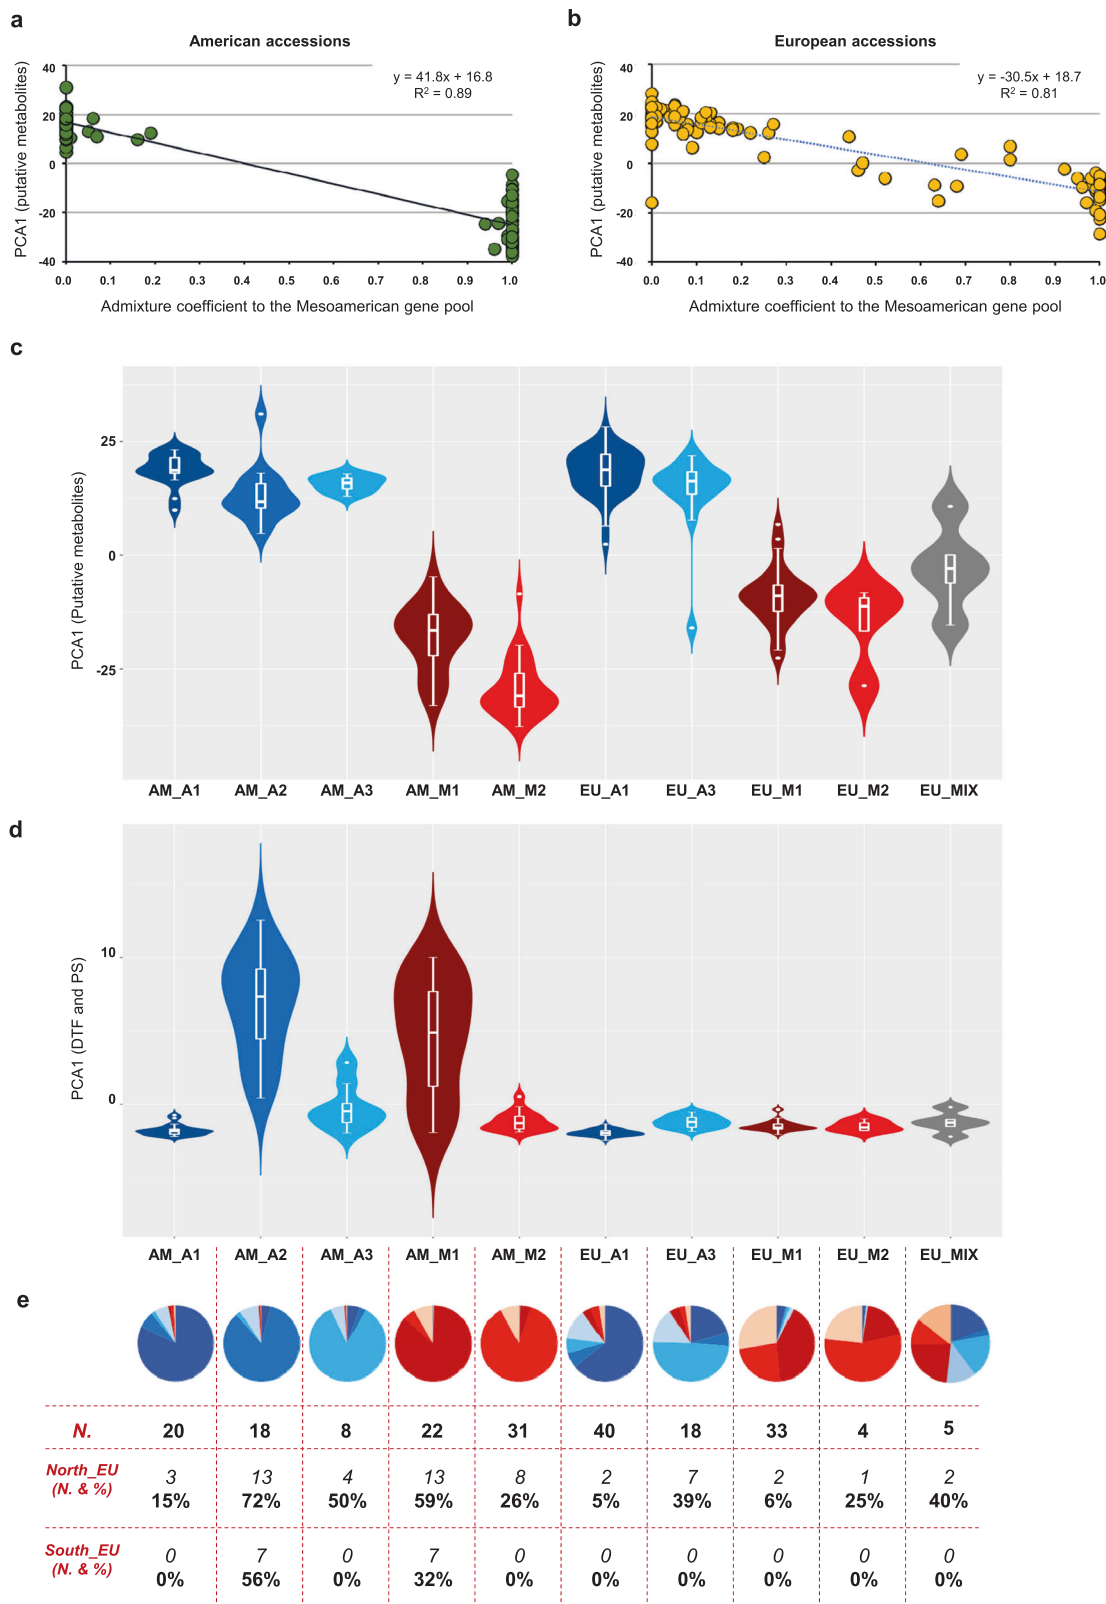 a
American accessions
PCA1 (putative metabolites)
40
20
0
-20
-40
y = 41.8x + 16.8
R² = 0.89
0.0 0.1 0.2 0.3 0.4 0.5 0.6 0.7 0.8 0.9 1.0
Admixture coefficient to the Mesoamerican gene pool
b
European accessions
PCA1 (putative metabolites)
40
20
0
-20
-40
y = -30.5x + 18.7
R² = 0.81
0.0 0.1 0.2 0.3 0.4 0.5 0.6 0.7 0.8 0.9 1.0
Admixture coefficient to the Mesoamerican gene pool
c
PCA1 (Putative metabolites)
25
0
-25
AM_A1 AM_A2 AM_A3 AM_M1 AM_M2 EU_A1 EU_A3 EU_M1 EU_M2 EU_MIX
d
PCA1 (DTF and PS)
10
0
AM_A1 AM_A2 AM_A3 AM_M1 AM_M2 EU_A1 EU_A3 EU_M1 EU_M2 EU_MIX
e
N. 20 18 8 22 31 40 18 33 4 5
North_EU 3 13 4 13 8 2 7 2 1 2
(N. & %) 15% 72% 50% 59% 26% 5% 39% 6% 25% 40%
South_EU 0 7 0 7 0 0 0 0 0 0
(N. & %) 0% 56% 0% 32% 0% 0% 0% 0% 0% 0%